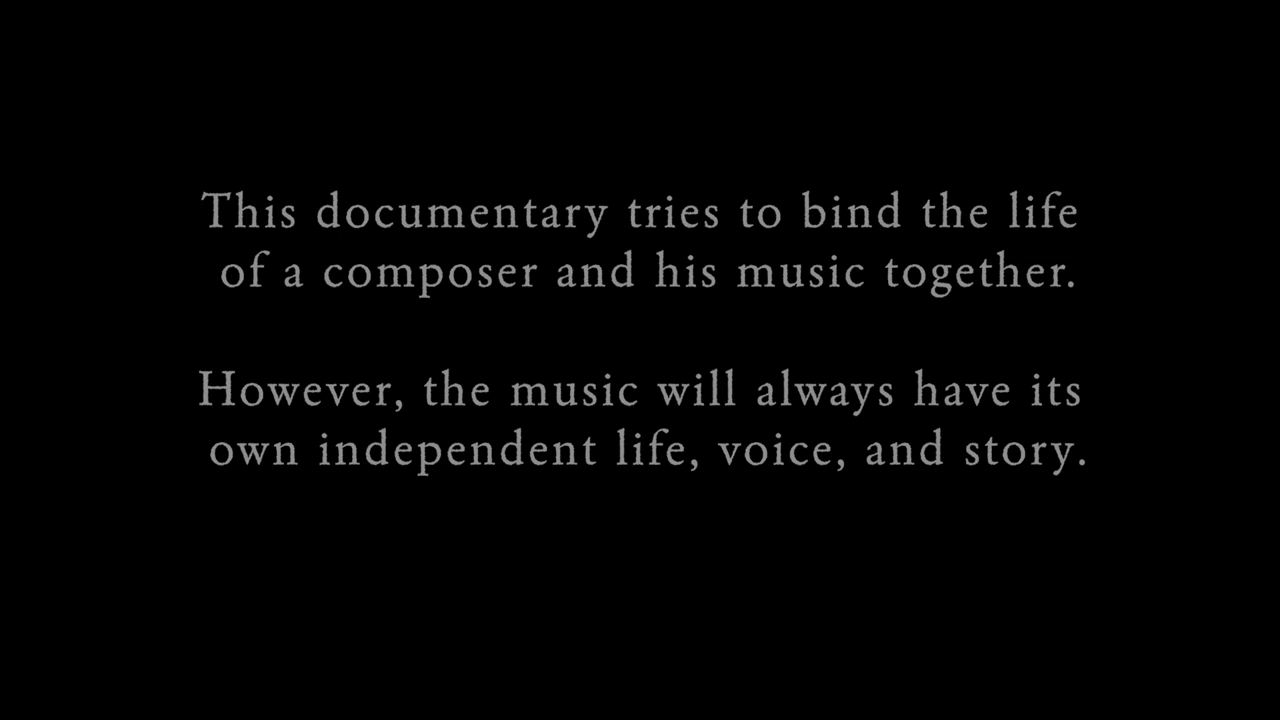 This documentary tries to bind the life
of a composer and his music together.
However, the music will always have its
own independent life, voice, and story.